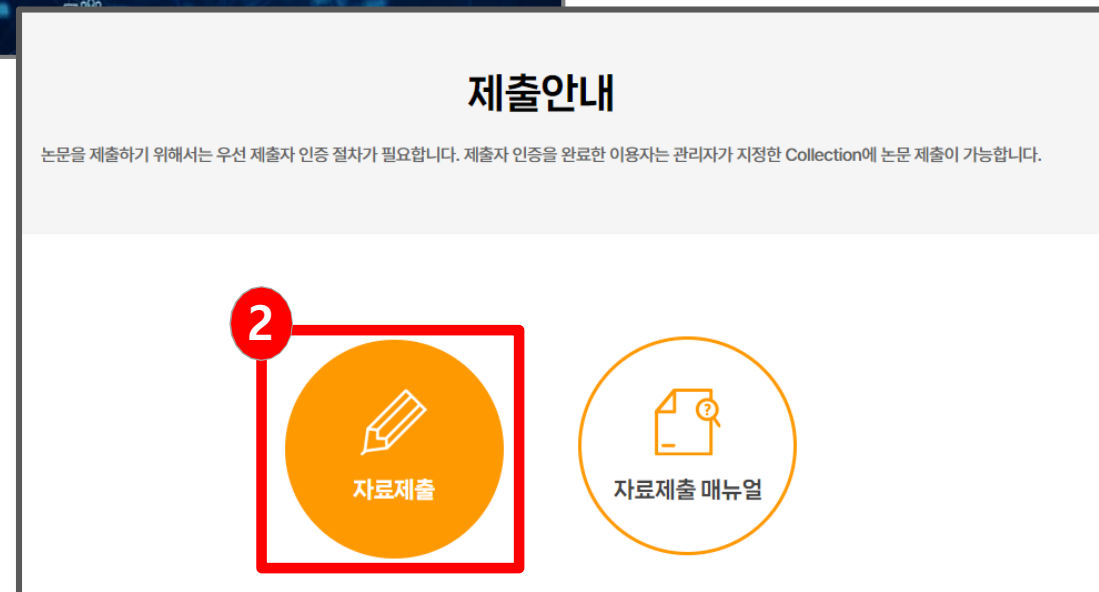 제출안내
논문을 제출하기 위해서는 우선 제출자 인증 절차가 필요합니다. 제출자 인증을 완료한 이용자는 관리자가 지정한 Collection에 논문 제출이 가능합니다.
2
자료제출
?
자료제출 매뉴얼